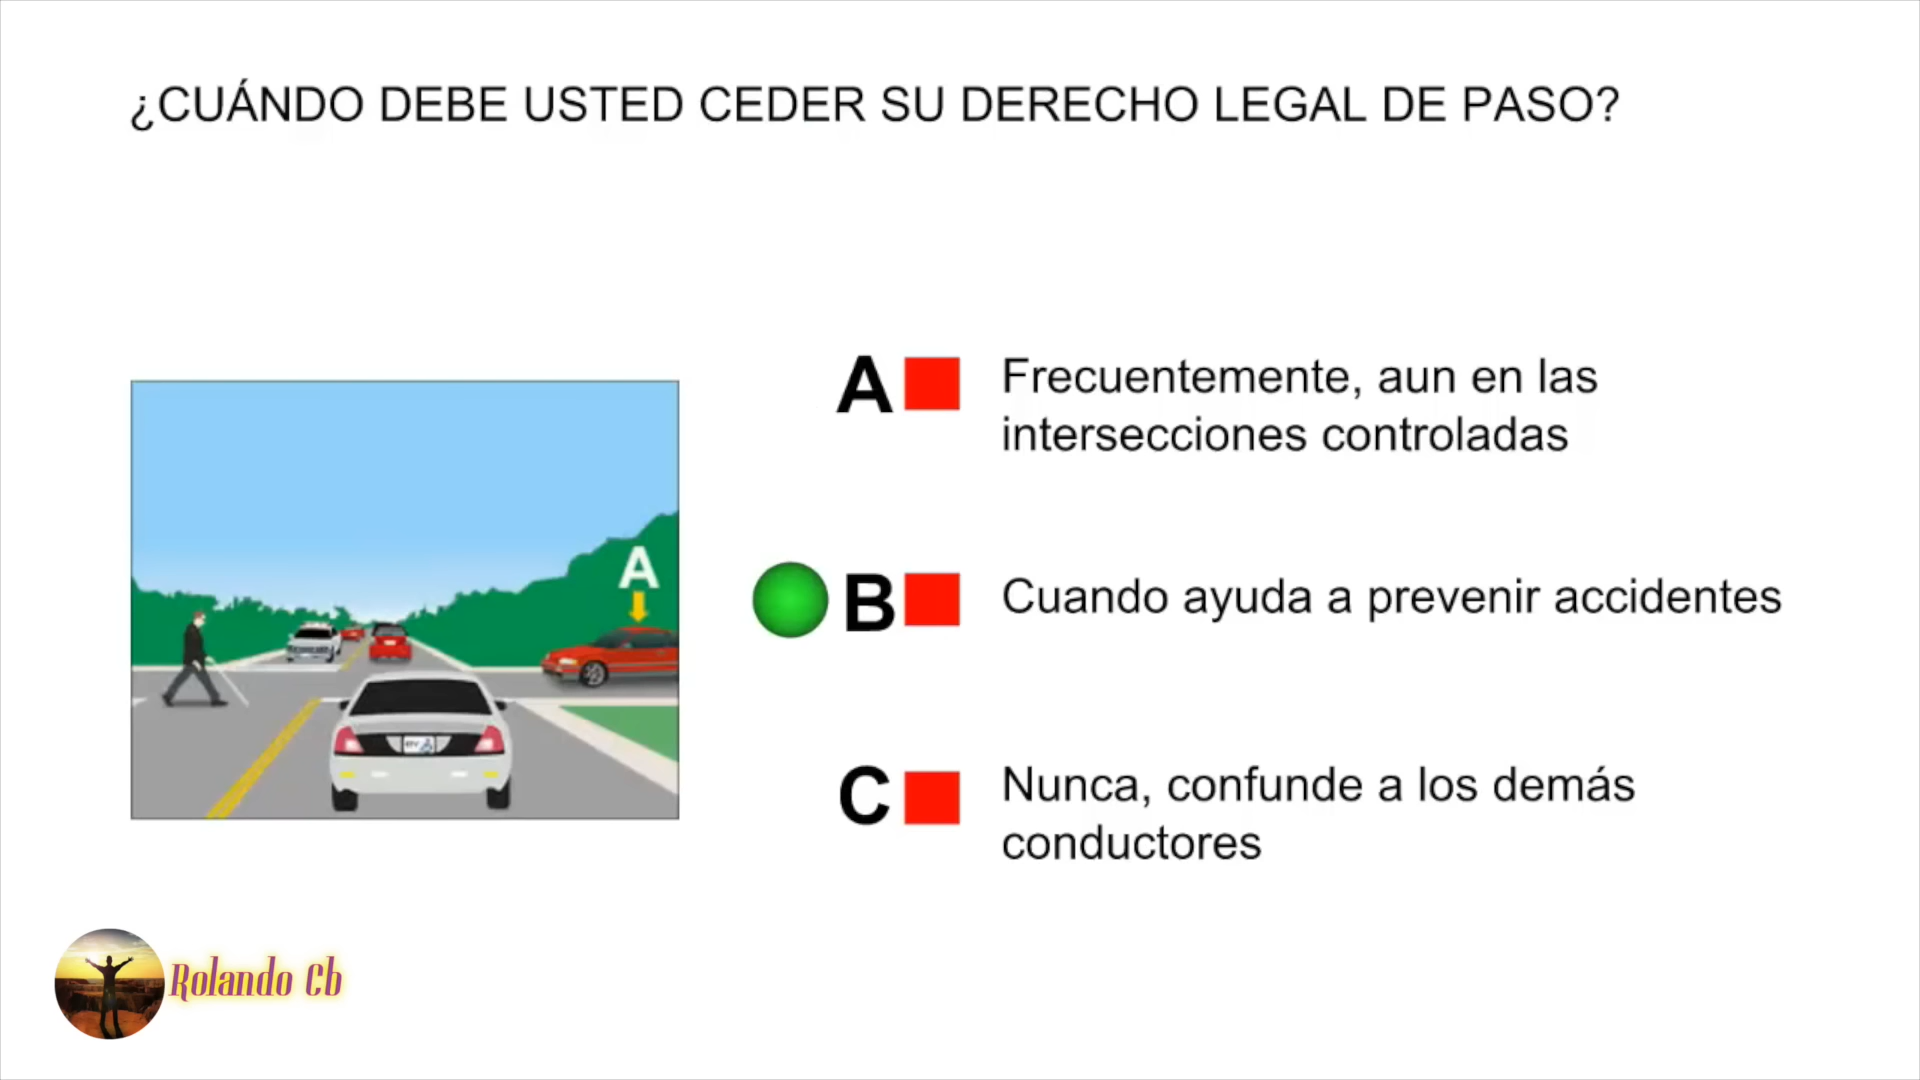 ¿CUÁNDO DEBE USTED CEDER SU DERECHO LEGAL DE PASO?
A Frecuentemente, aun en las
intersecciones controladas
A
B Cuando ayuda a prevenir accidentes
C Nunca, confunde a los demás
conductores
Rolando Cb